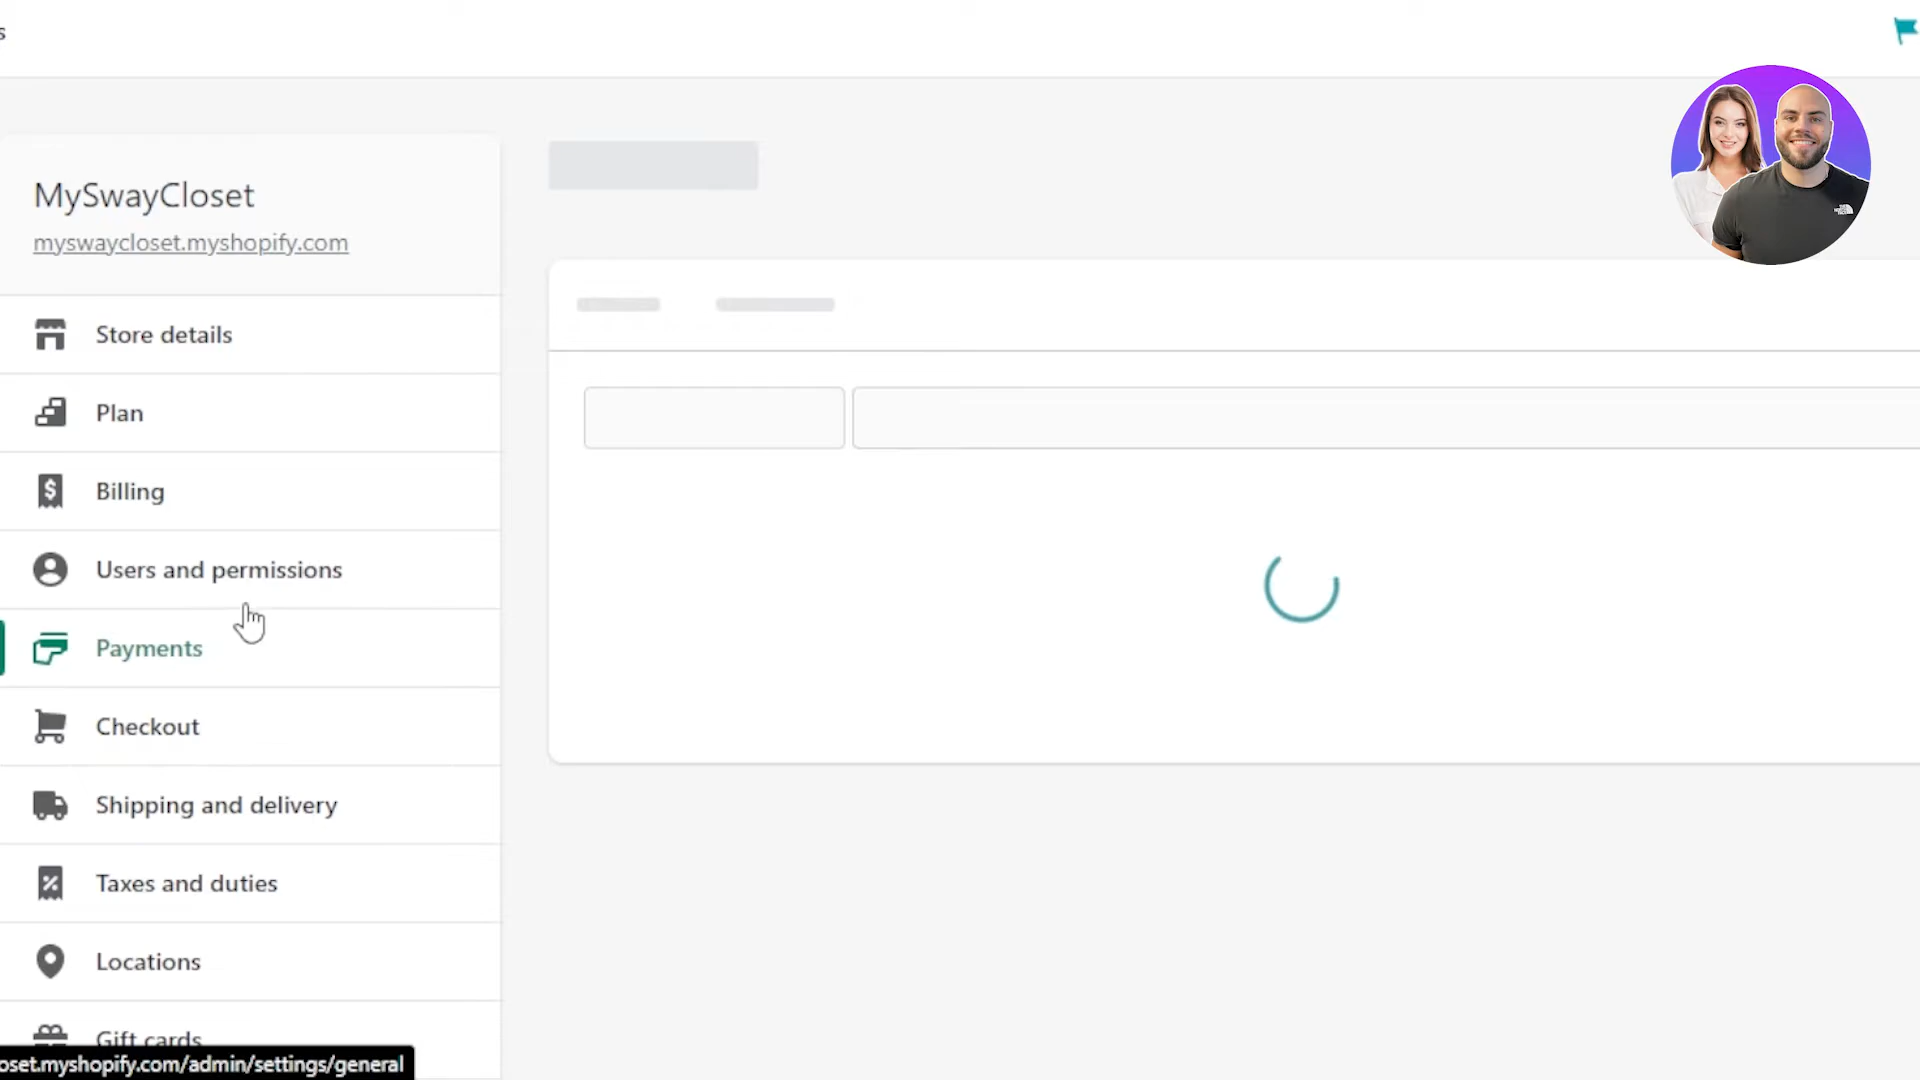 s
MySwayCloset
myswaycloset.myshopify.com
Store details
Plan
Billing
Users and permissions
Payments
Checkout
Shipping and delivery
Taxes and duties
Locations
Gift cards
oset.myshopify.com/admin/settings/general